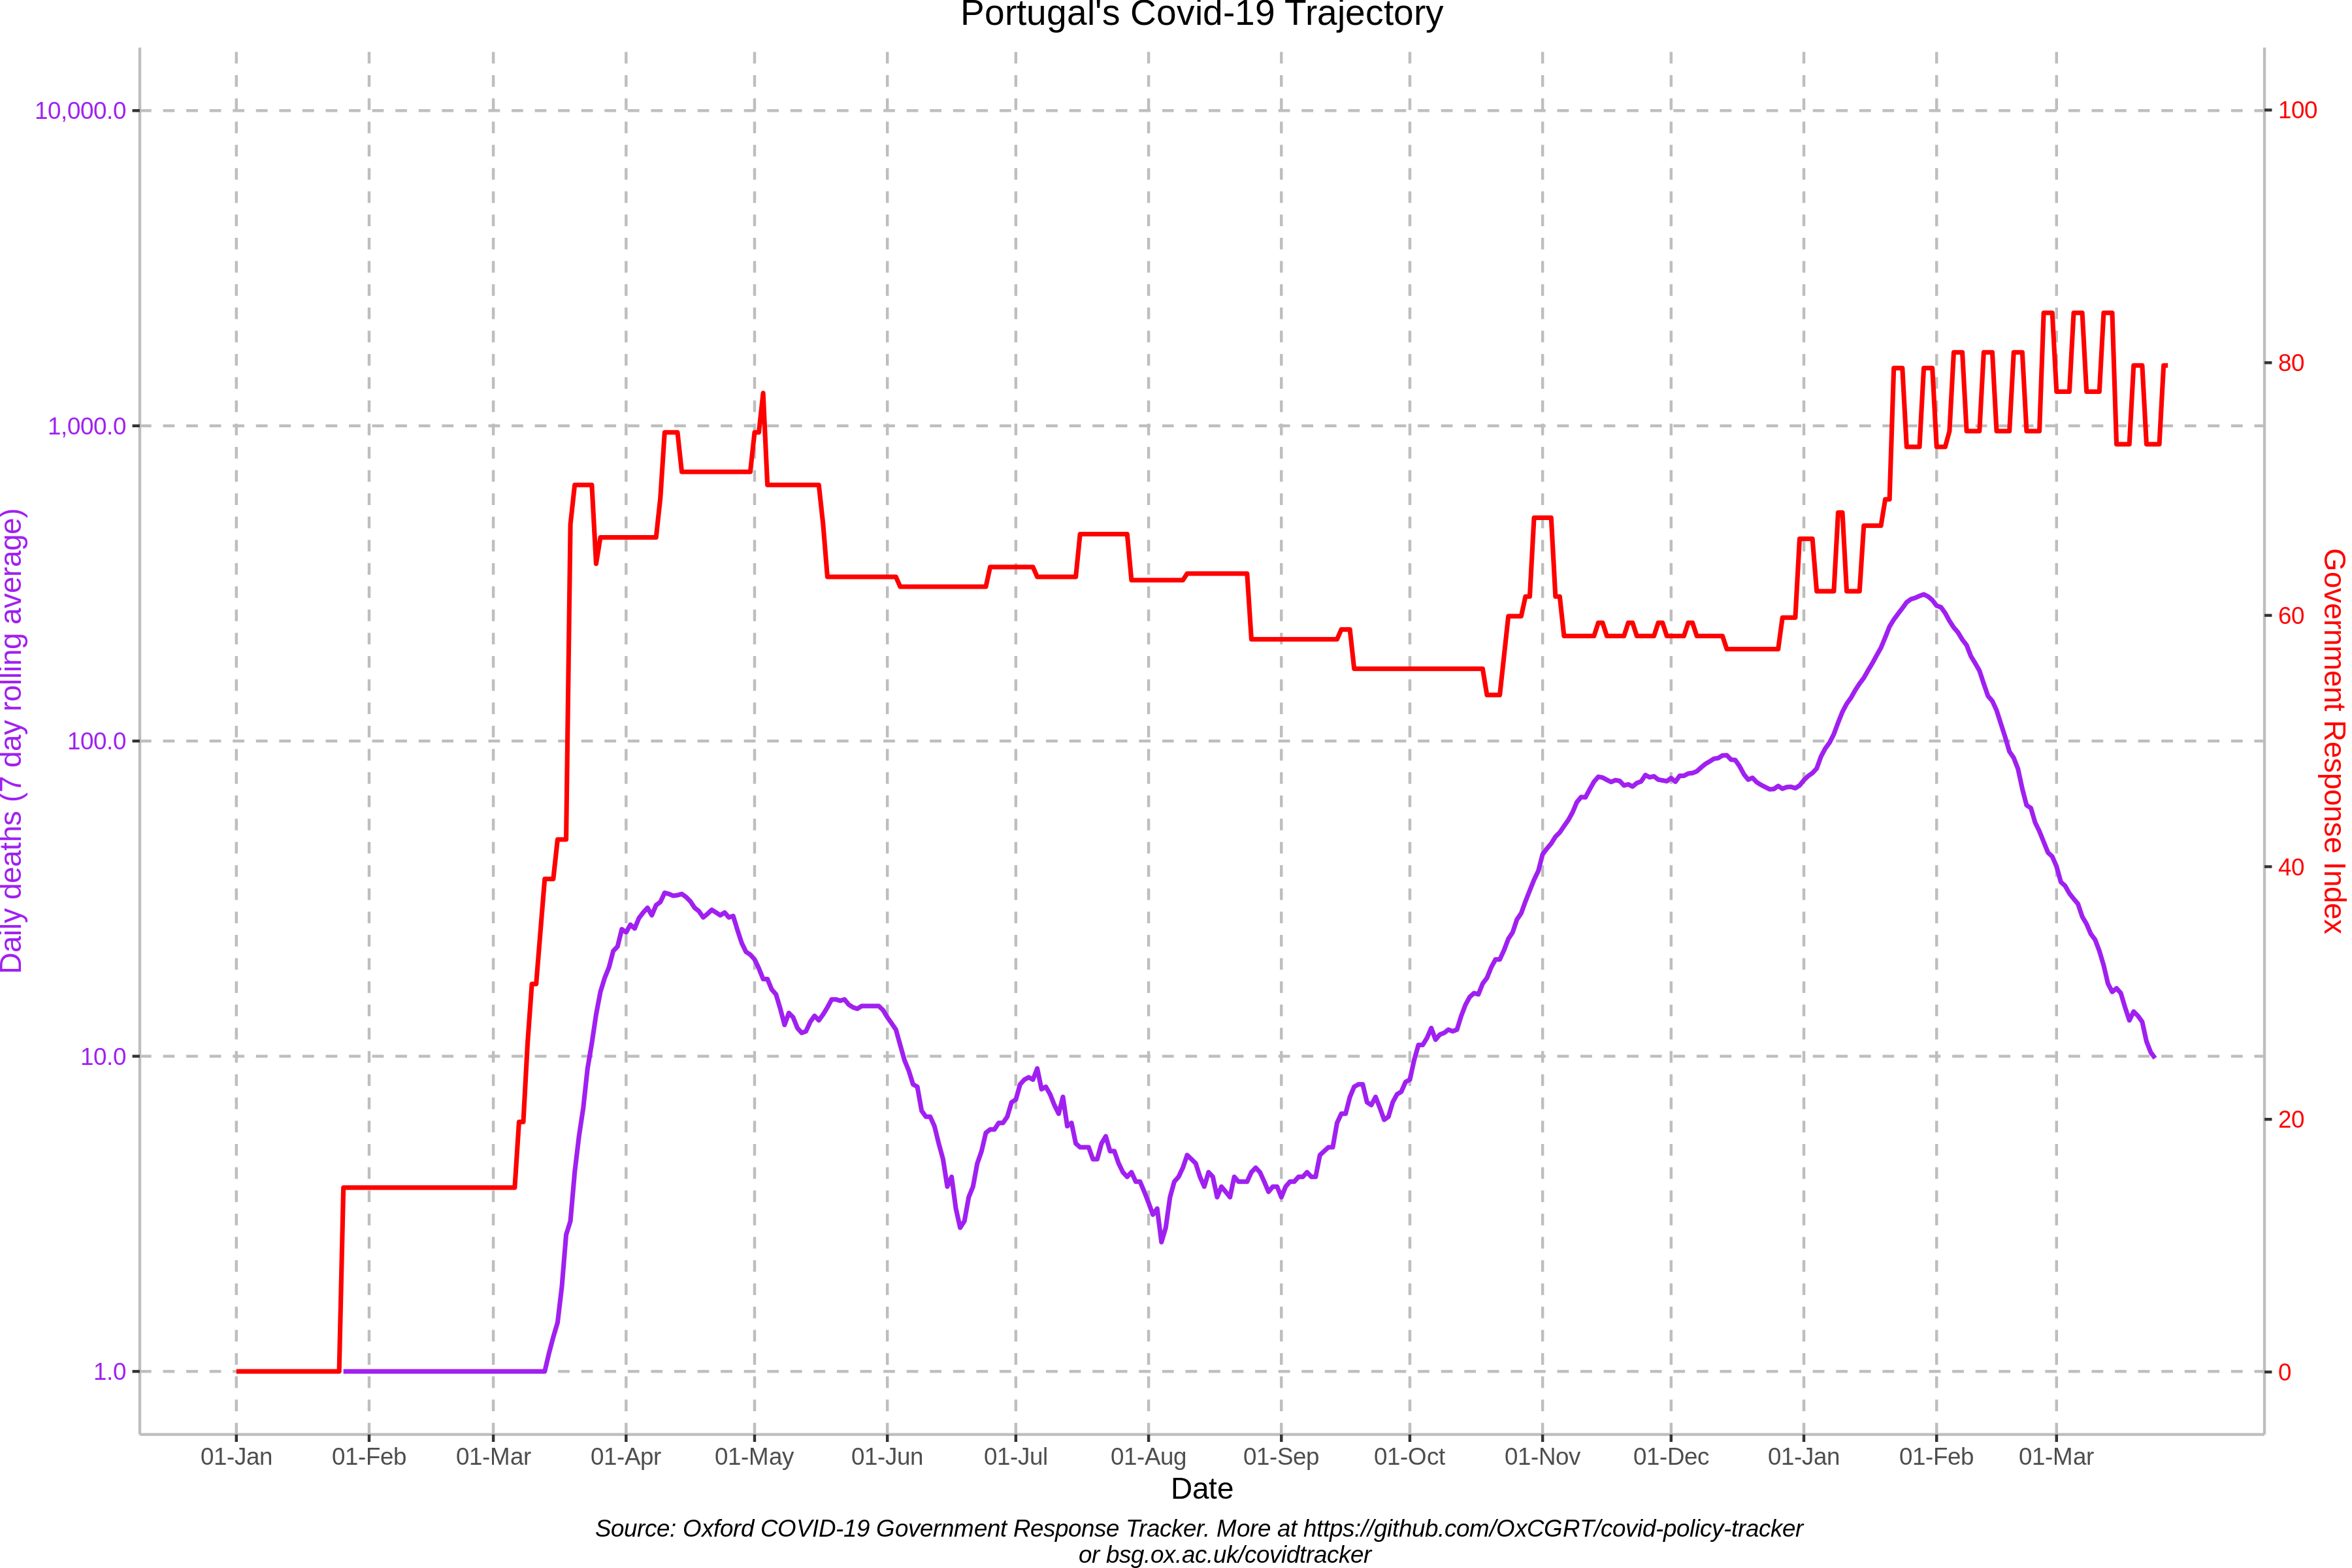 Portugal's Covid-19 Trajectory
10,000.0
1,000.0
100.0
10.0
1.0
Daily deaths (7 day rolling average)
100
80
60
40
20
0
Government Response Index
01-Jan 01-Feb 01-Mar 01-Apr 01-May 01-Jun 01-Jul 01-Aug 01-Sep 01-Oct 01-Nov 01-Dec 01-Jan 01-Feb 01-Mar
Date
Source: Oxford COVID-19 Government Response Tracker. More at https://github.com/OxCGRT/covid-policy-tracker
or bsg.ox.ac.uk/covidtracker